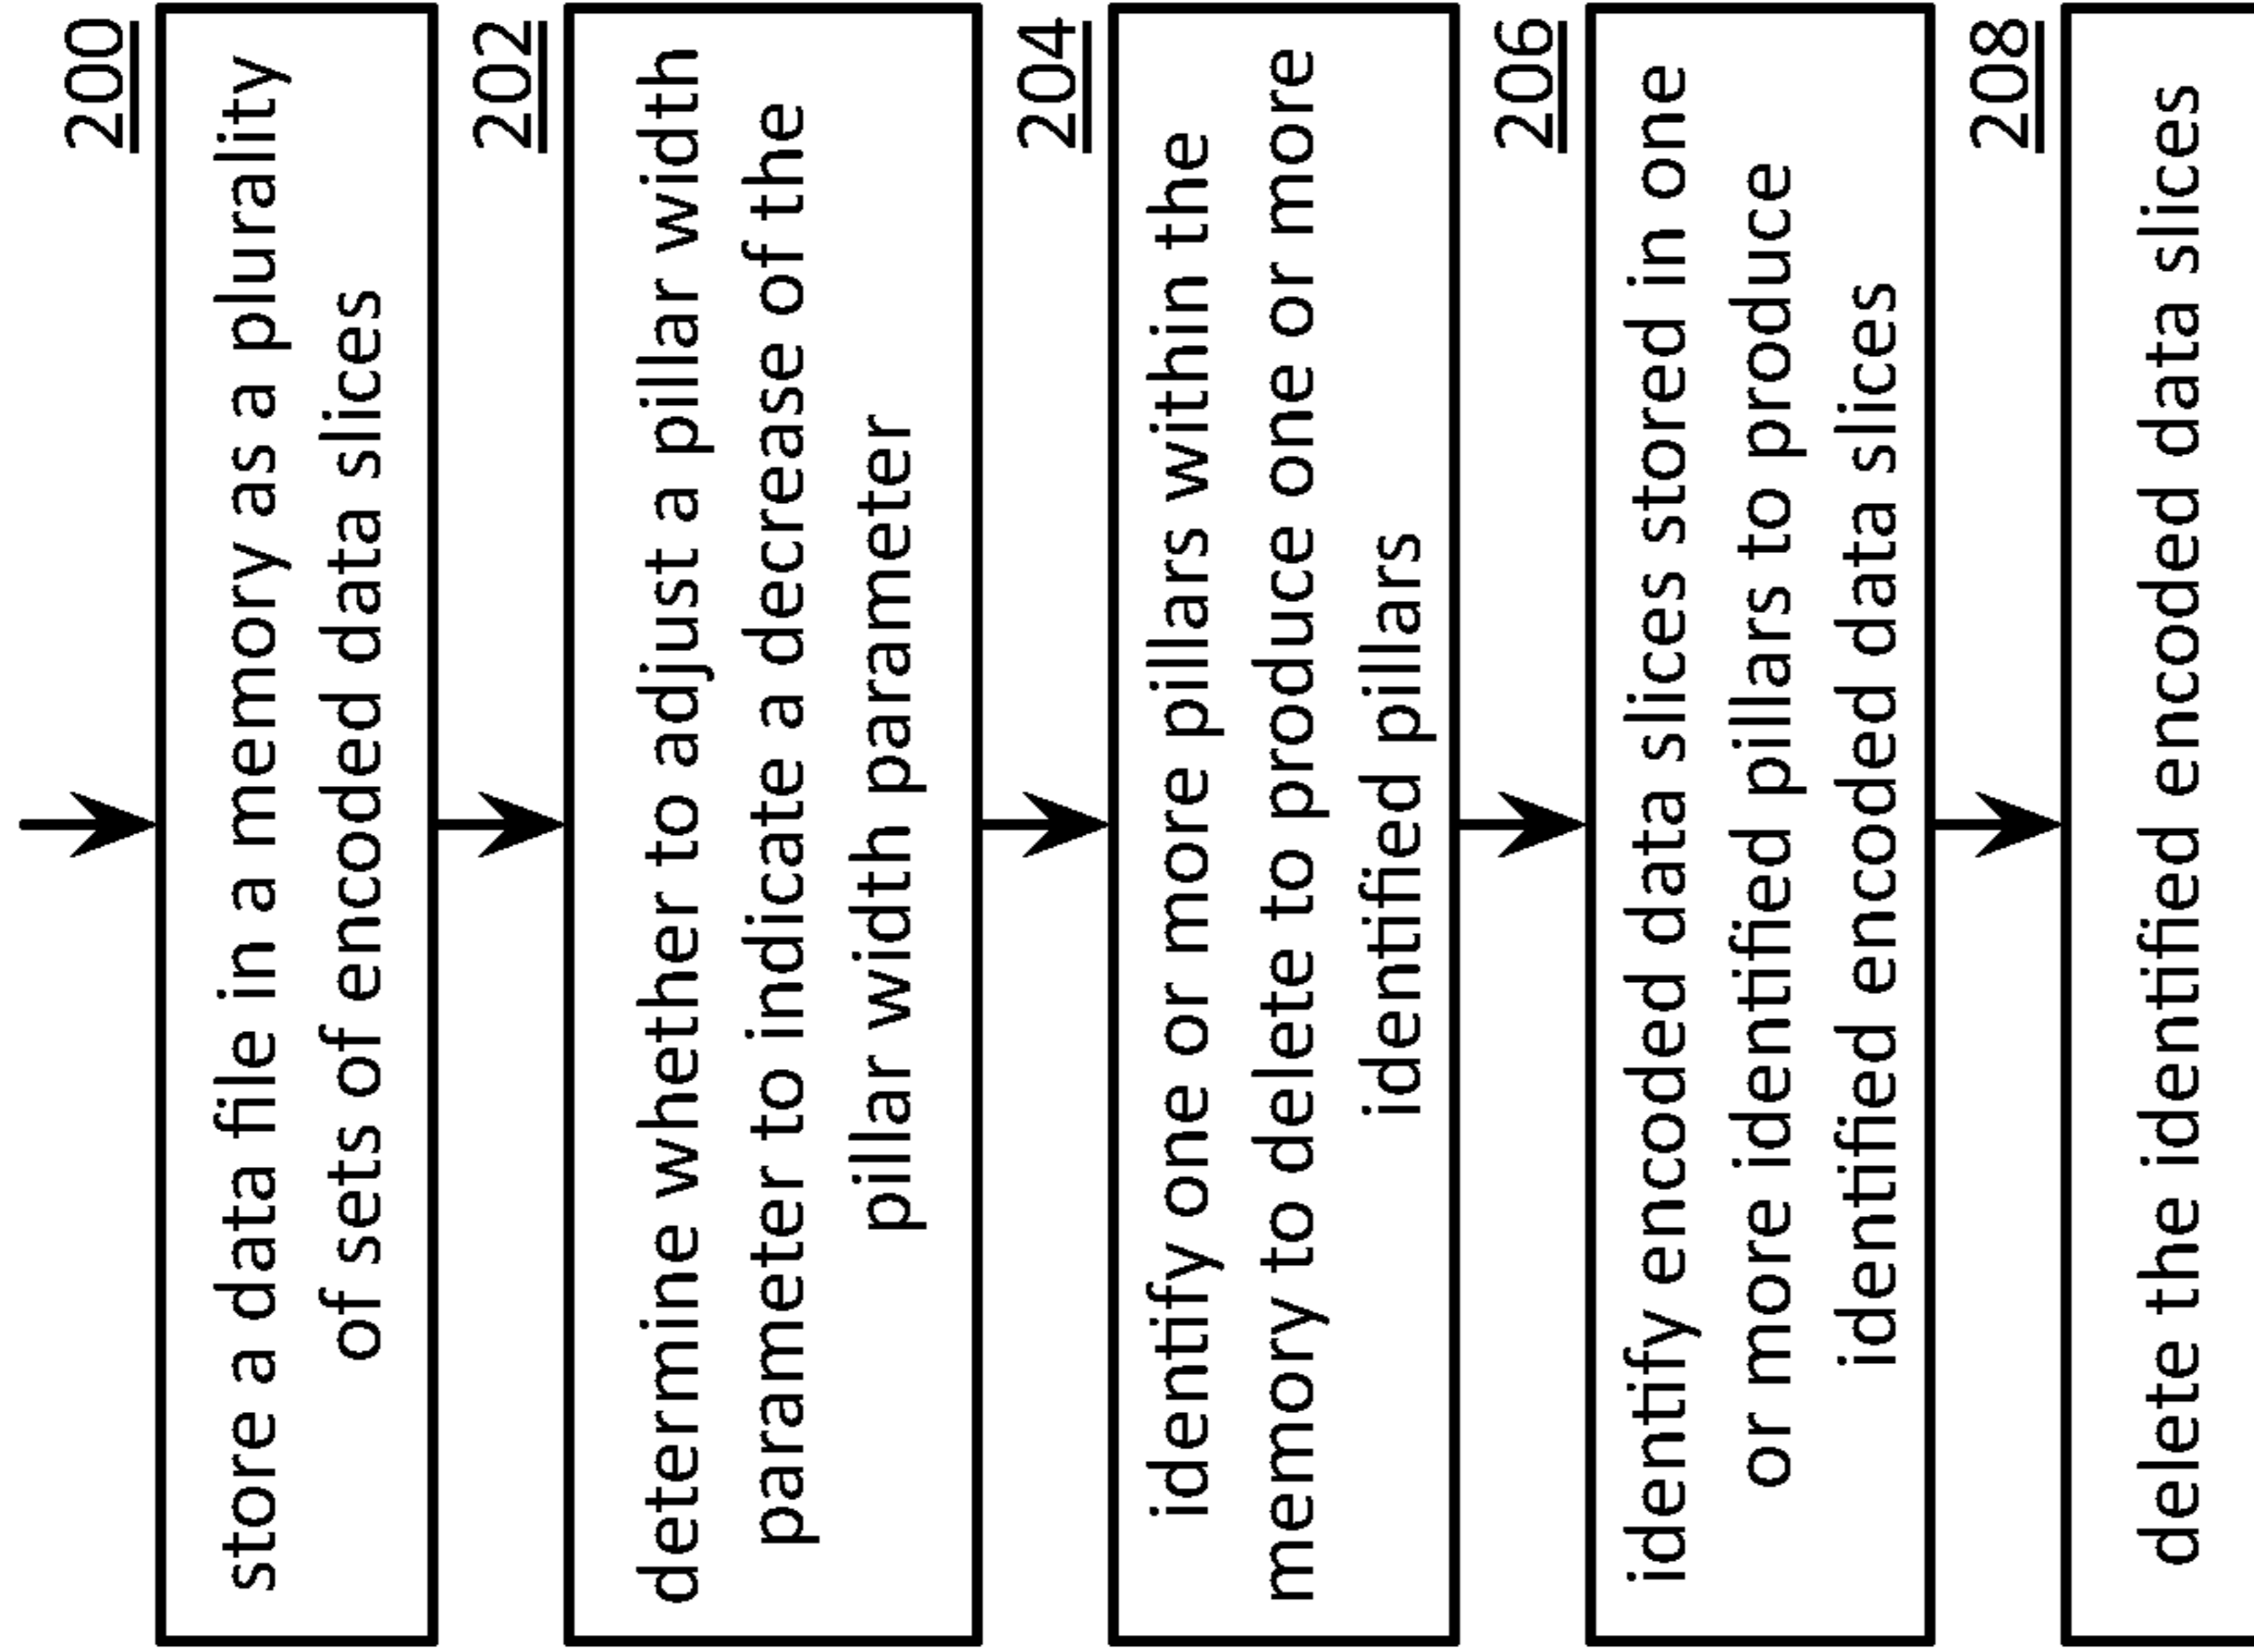 200
store a data file in a memory as a plurality
of sets of encoded data slices
202
determine whether to adjust a pillar width
parameter to indicate a decrease of the
pillar width parameter
204
identify one or more pillars within the
memory to delete to produce one or more
identified pillars
206
identify encoded data slices stored in one
or more identified pillars to produce
identified encoded data slices
208
delete the identified encoded data slices